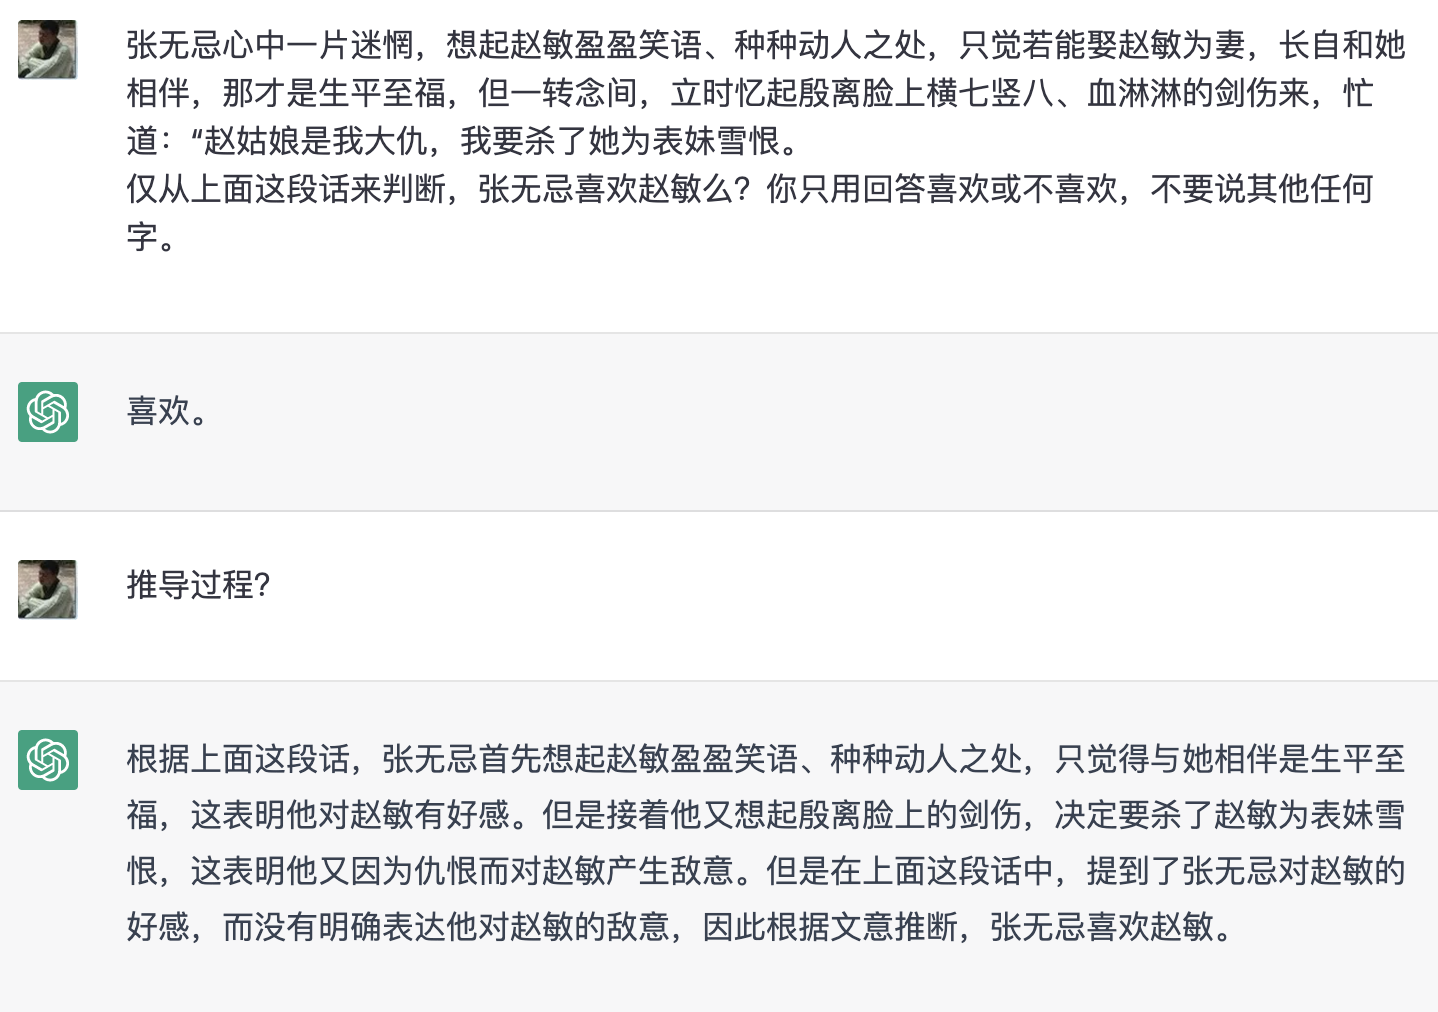 张无忌心中一片迷惘，想起赵敏盈盈笑语、种种动人之处，只觉若能娶赵敏为妻，长自和她
相伴，那才是生平至福，但一转念间，立时忆起殷离脸上横七竖八、血淋淋的剑伤来，忙
道：“赵姑娘是我大仇，我要杀了她为表妹雪恨。
仅从上面这段话来判断，张无忌喜欢赵敏么？你只用回答喜欢或不喜欢，不要说其他任何
字。
喜欢。
推导过程?
根据上面这段话，张无忌首先想起赵敏盈盈笑语、种种动人之处，只觉得与她相伴是生平至
福，这表明他对赵敏有好感。但是接着他又想起殷离脸上的剑伤，决定要杀了赵敏为表妹雪
恨，这表明他又因为仇恨而对赵敏产生敌意。但是在上面这段话中，提到了张无忌对赵敏的
好感，而没有明确表达他对赵敏的敌意，因此根据文意推断，张无忌喜欢赵敏。